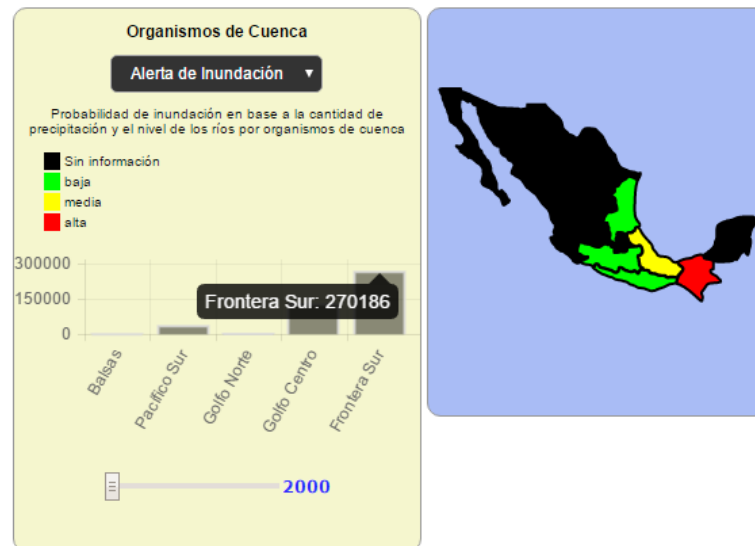 Organismos de Cuenca
Alerta de Inundación ▼
Probabilidad de inundación en base a la cantidad de
precipitación y el nivel de los ríos por organismos de cuenca
Sin información
baja
media
alta
300000
150000
0
Frontera Sur: 270186
Balsas
Pacífico Sur
Golfo Norte
Golfo Centro
Frontera Sur
2000